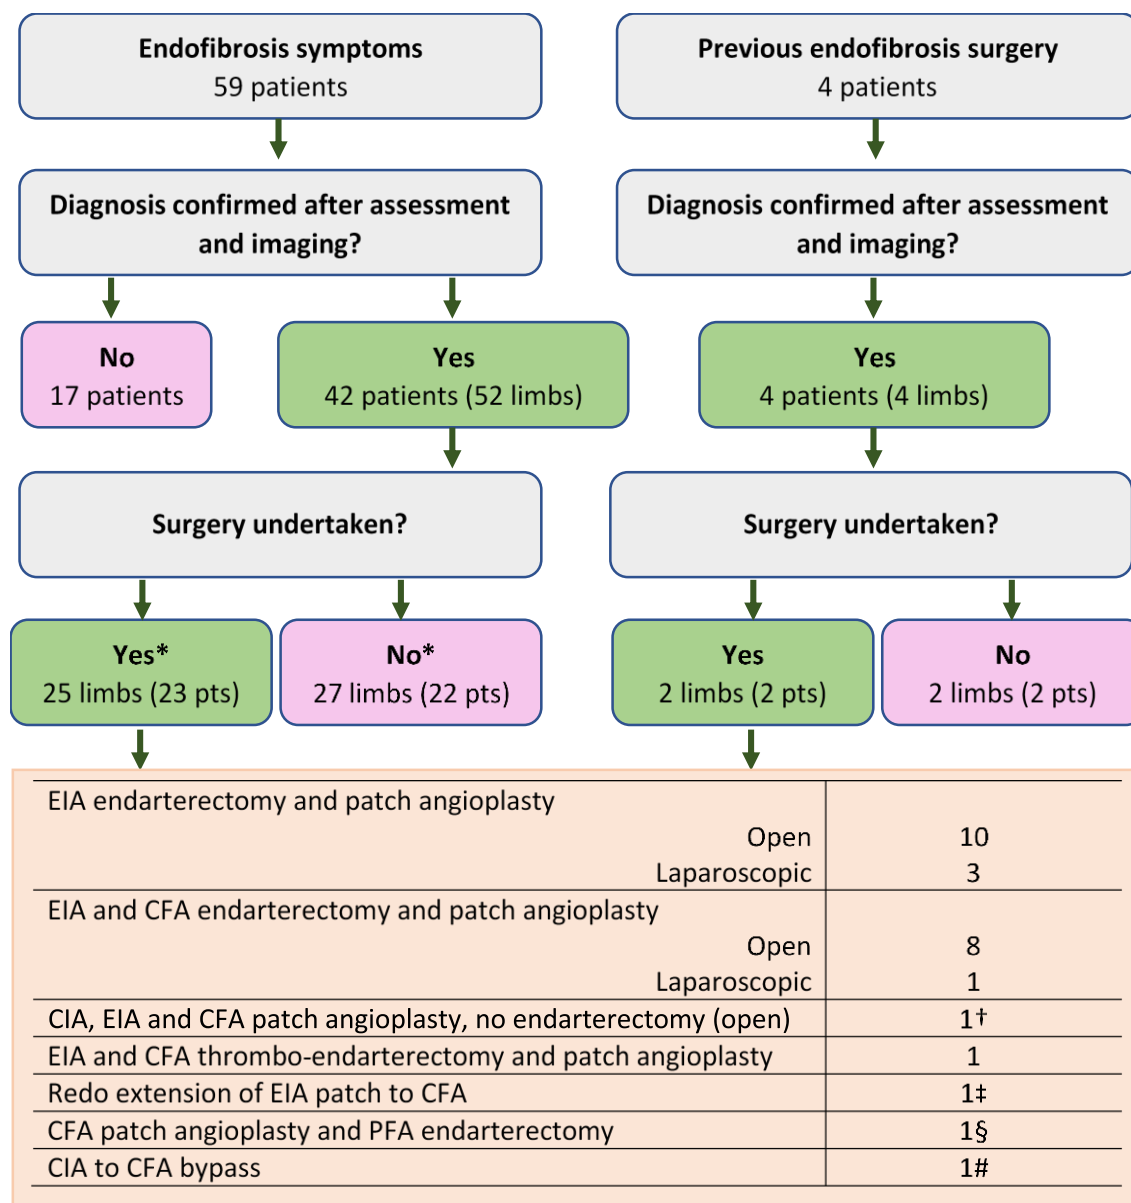 Endofibrosis symptoms
59 patients
Previous endofibrosis surgery
4 patients
Diagnosis confirmed after assessment
and imaging?
Diagnosis confirmed after assessment
and imaging?
No
17 patients
Yes
42 patients (52 limbs)
Yes
4 patients (4 limbs)
Surgery undertaken?
Surgery undertaken?
Yes*
25 limbs (23 pts)
No*
27 limbs (22 pts)
Yes
2 limbs (2 pts)
No
2 limbs (2 pts)
EIA endarterectomy and patch angioplasty
Open 10
Laparoscopic 3
EIA and CFA endarterectomy and patch angioplasty
Open 8
Laparoscopic 1
CIA, EIA and CFA patch angioplasty, no endarterectomy (open) 1†
EIA and CFA thrombo-endarterectomy and patch angioplasty 1
Redo extension of EIA patch to CFA 1‡
CFA patch angioplasty and PFA endarterectomy 1§
CIA to CFA bypass 1#